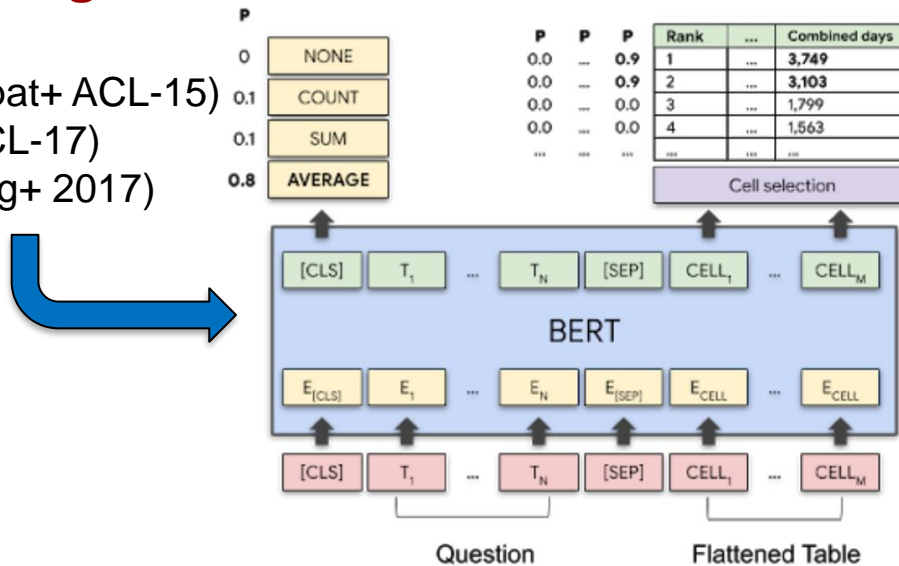 P
0 NONE
0.1 COUNT
0.1 SUM
0.8 AVERAGE
ACL-15)
CL-17)
2017)
P P P Rank ... Combined days
0.0 ... 0.9 1 ... 3,749
0.0 ... 0.9 2 ... 3,103
0.0 ... 0.0 3 ... 1,799
0.0 ... 0.0 4 ... 1,563
... ... ... ... ... ...
Cell selection
[CLS] T1 ... TN [SEP] CELL1 ... CELLM
BERT
E[CLS] E1 ... EN E[SEP] ECELL ... ECELL
[CLS] T1 ... TN [SEP] CELL1 ... CELLM
Question Flattened Table